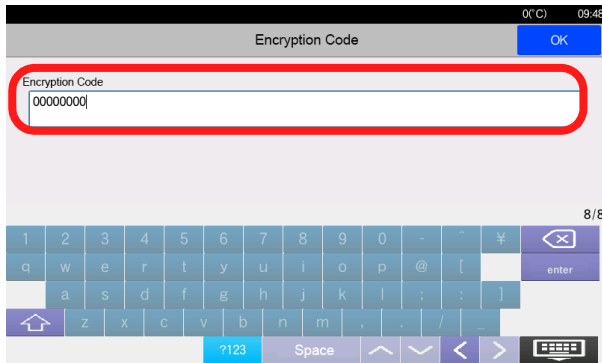 0(°C) 09:48
Encryption Code OK
Encryption Code
00000000
8/8
1 2 3 4 5 6 7 8 9 0 - ^ ¥
q w e r t y u i o p @ [ enter
a s d f g h j k l ; : ]
z x c v b n m , . / _
?123 Space